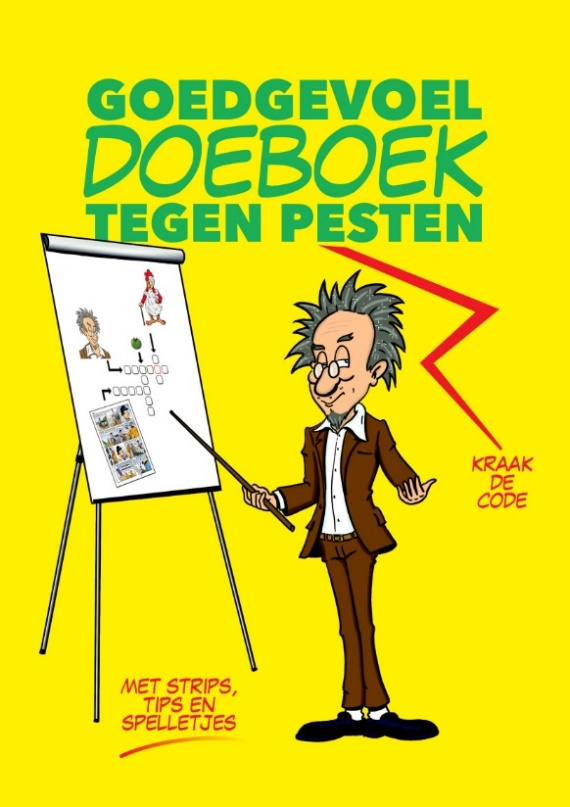 GOEDGEVOEL
DOEBOEK
TEGEN PESTEN
KRAAK
DE
CODE
MET STRIPS,
TIPS EN
SPELLETJES